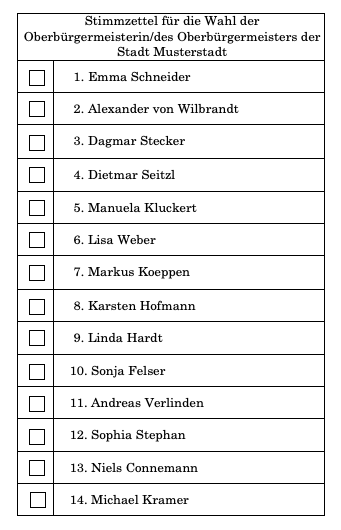 Stimmzettel für die Wahl der
Oberbürgermeisterin/des Oberbürgermeisters der
Stadt Musterstadt
1. Emma Schneider
2. Alexander von Wilbrandt
3. Dagmar Stecker
4. Dietmar Seitzl
5. Manuela Kluckert
6. Lisa Weber
7. Markus Koeppen
8. Karsten Hofmann
9. Linda Hardt
10. Sonja Felser
11. Andreas Verlinden
12. Sophia Stephan
13. Niels Connemann
14. Michael Kramer